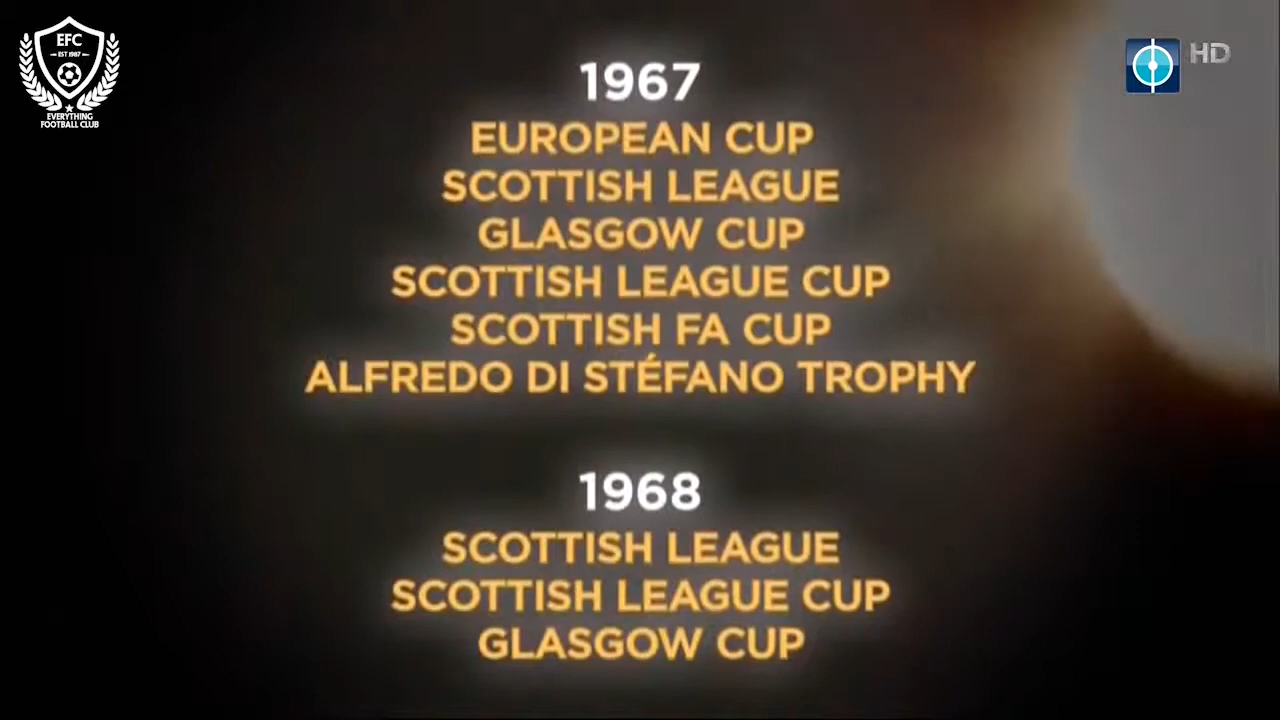 EFC
EST 1967
EVERYTHING
FOOTBALL CLUB
HD
1967
EUROPEAN CUP
SCOTTISH LEAGUE
GLASGOW CUP
SCOTTISH LEAGUE CUP
SCOTTISH FA CUP
ALFREDO DI STÉFANO TROPHY
1968
SCOTTISH LEAGUE
SCOTTISH LEAGUE CUP
GLASGOW CUP